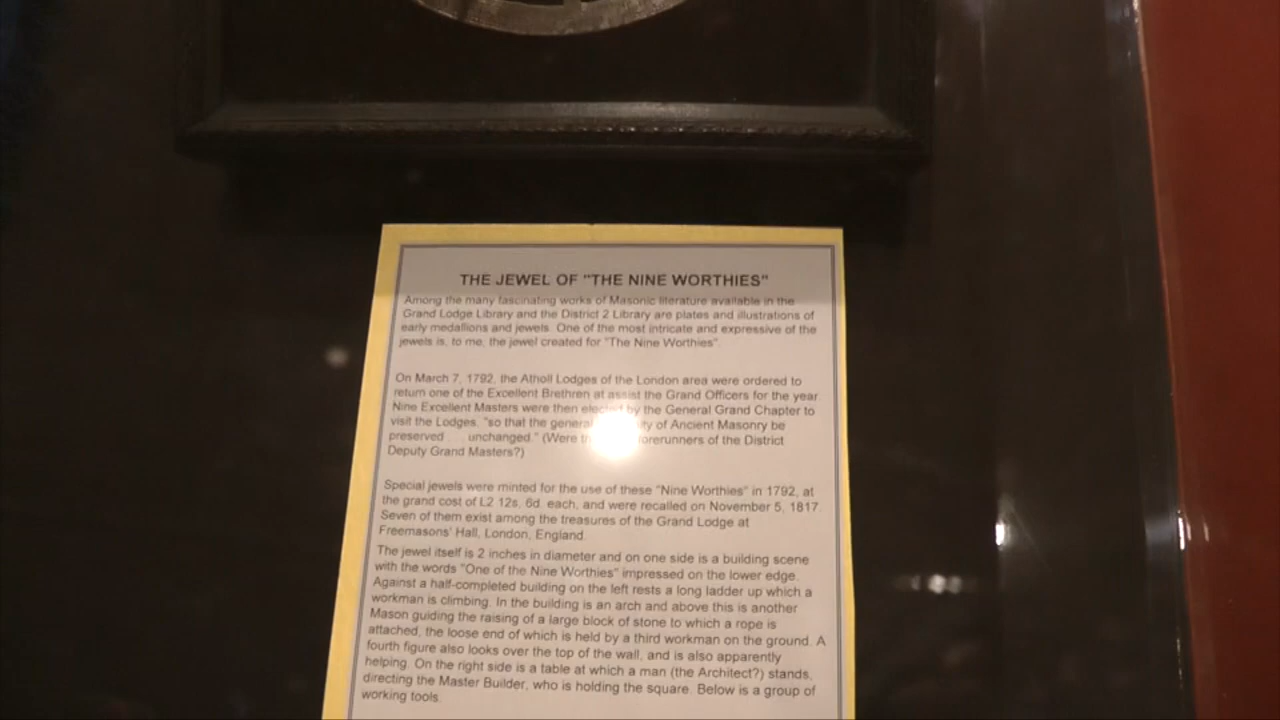 THE JEWEL OF "THE NINE WORTHIES"
Among the many fascinating works of Masonic literature available in the
Grand Lodge Library and the District 2 Library are plates and illustrations of
early medallions and jewels. One of the most intricate and expressive of the
jewels is, to me, the jewel created for "The Nine Worthies".
On March 7, 1792, the Atholl Lodges of the London area were ordered to
return one of the Excellent Brethren at assist the Grand Officers for the year
Nine Excellent Masters were then elected by the General Grand Chapter to
visit the Lodges, "so that the general of Ancient Masonry be
preserved unchanged." (Were of the District
Deputy Grand Masters?)
Special jewels were minted for the use of these "Nine Worthies" in 1792, at
the grand cost of L2 12s, 6d. each, and were recalled on November 5, 1817.
Seven of them exist among the treasures of the Grand Lodge at
Freemasons' Hall, London, England.
The jewel itself is 2 inches in diameter and on one side is a building scene
with the words "One of the Nine Worthies" impressed on the lower edge.
Against a half-completed building on the left rests a long ladder up which a
workman is climbing. In the building is an arch and above this is another
Mason guiding the raising of a large block of stone to which a rope is
attached, the loose end of which is held by a third workman on the ground. A
fourth figure also looks over the top of the wall, and is also apparently
helping. On the right side is a table at which a man (the Architect?) stands,
directing the Master Builder, who is holding the square. Below is a group of
working tools.